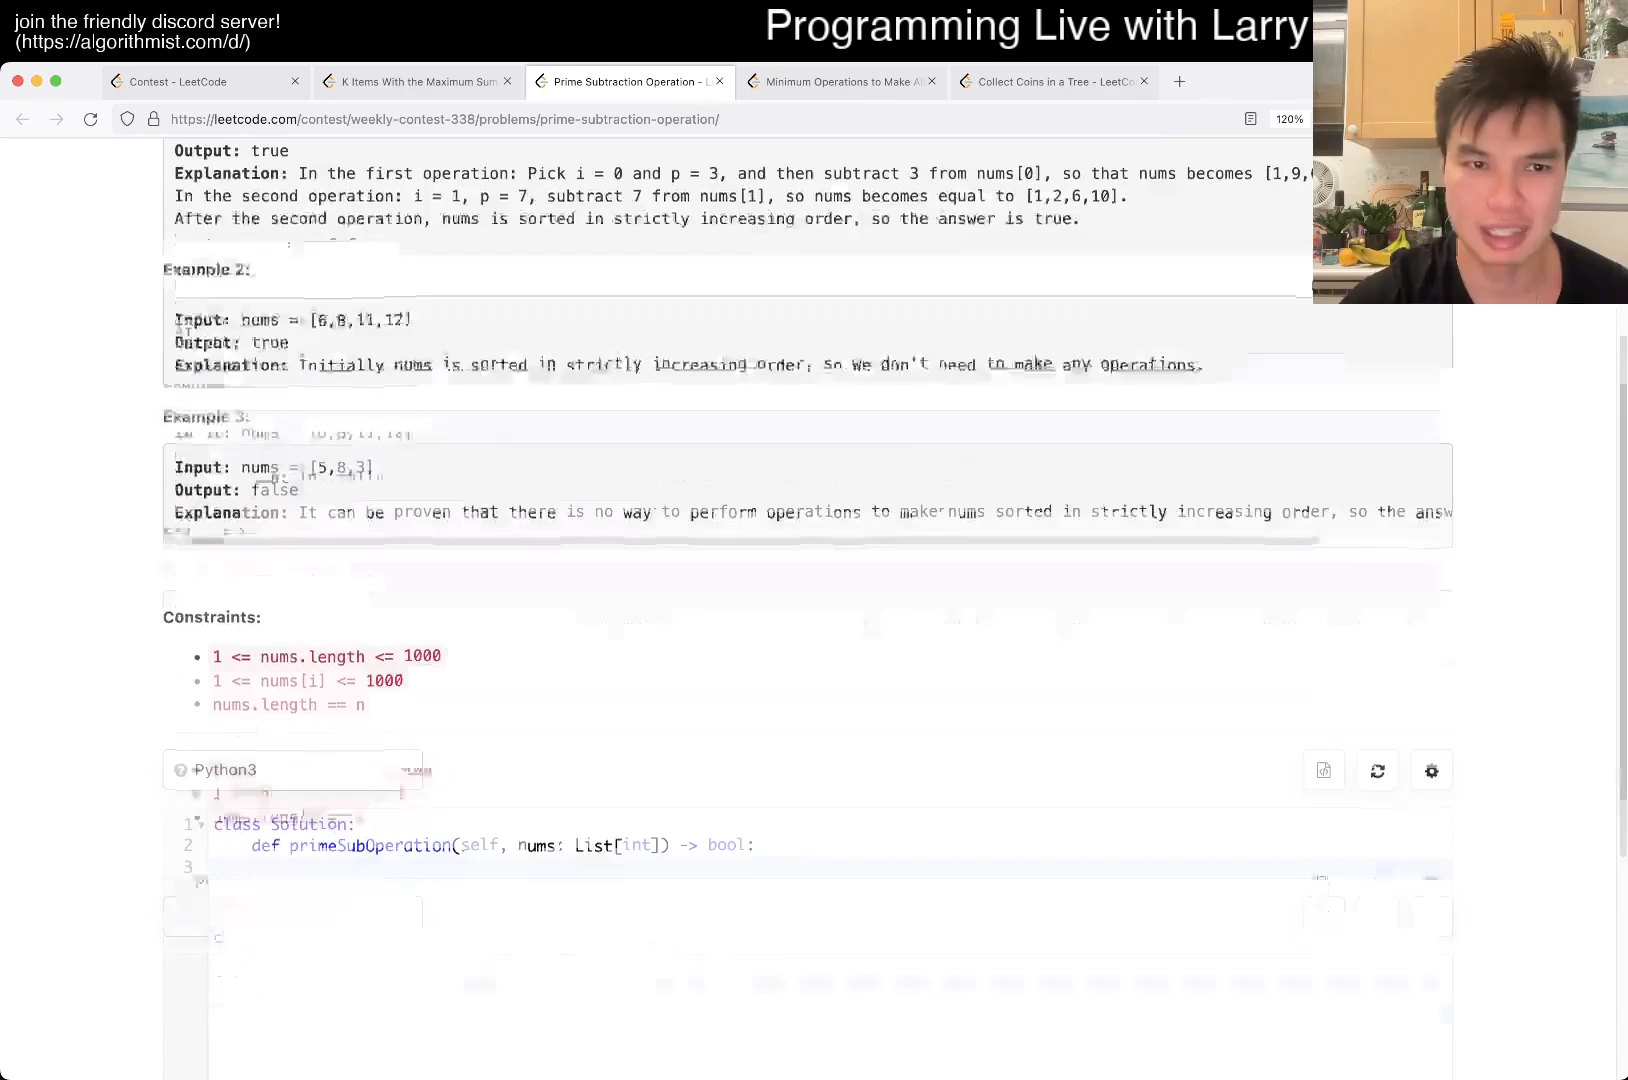 join the friendly discord server!
(https://algorithmist.com/d/)
Programming Live with Larry
Contest - LeetCode
K Items With the Maximum Sum
Prime Subtraction Operation - L
Minimum Operations to Make Al
Collect Coins in a Tree - LeetCo
https://leetcode.com/contest/weekly-contest-338/problems/prime-subtraction-operation/
120%
Output: true
Explanation: In the first operation: Pick i = 0 and p = 3, and then subtract 3 from nums[0], so that nums becomes [1,9,
In the second operation: i = 1, p = 7, subtract 7 from nums[1], so nums becomes equal to [1,2,6,10].
After the second operation, nums is sorted in strictly increasing order, so the answer is true.
Example 2:
Input: nums = [6,8,11,12]
Output: true
Explanation: Initially nums is sorted in strictly increasing order, so we don't need to make any operations.
Example 3:
Input: nums = [5,8,3]
Output: false
Explanation: It can be proven that there is no way to perform operations to make nums sorted in strictly increasing order, so the answ
Constraints:
1 <= nums.length <= 1000
1 <= nums[i] <= 1000
nums.length == n
Python3
1 class Solution:
2 def primeSubOperation(self, nums: List[int]) -> bool:
3